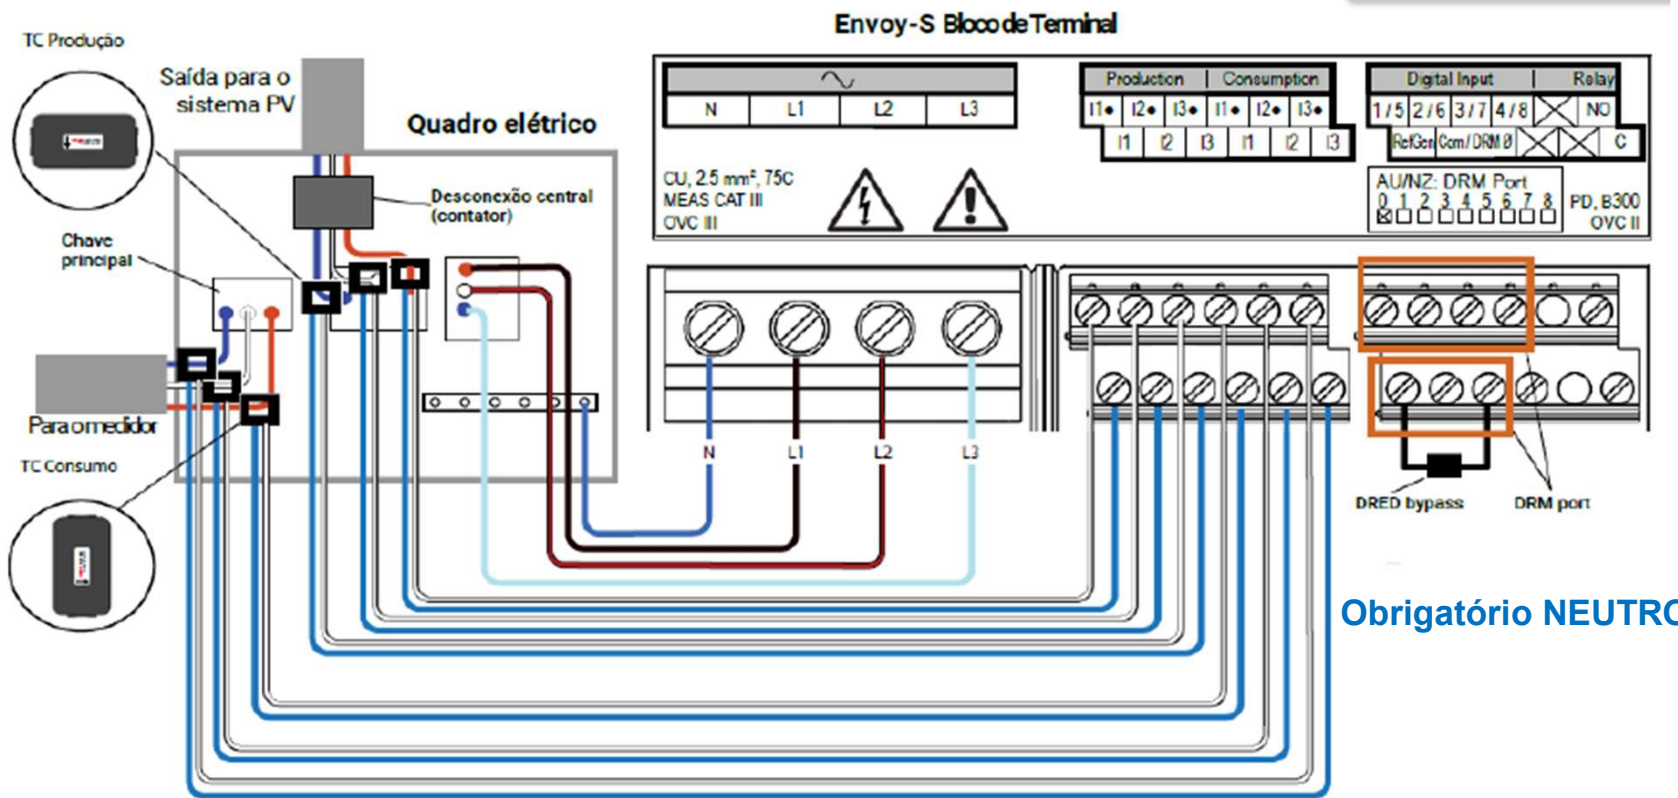 Envoy-S Bloco de Terminal
TC Produção
Saída para o
sistema PV
Quadro elétrico
Desconexão central
(contator)
Chave
principal
Para o medidor
TC Consumo
N L1 L2 L3
CU, 2.5 mm², 75C
MEAS CAT III
OVC III
Production Consumption
I1• I2• I3• I1• I2• I3•
I1 I2 I3 I1 I2 I3
Digital Input Relay
1/5 2/6 3/7 4/8 NO
RefGen Com/DRM Ø C
AU/NZ: DRM Port
0 1 2 3 4 5 6 7 8
PD, B300
OVC II
N L1 L2 L3
DRED bypass
DRM port
Obrigatório NEUTRO